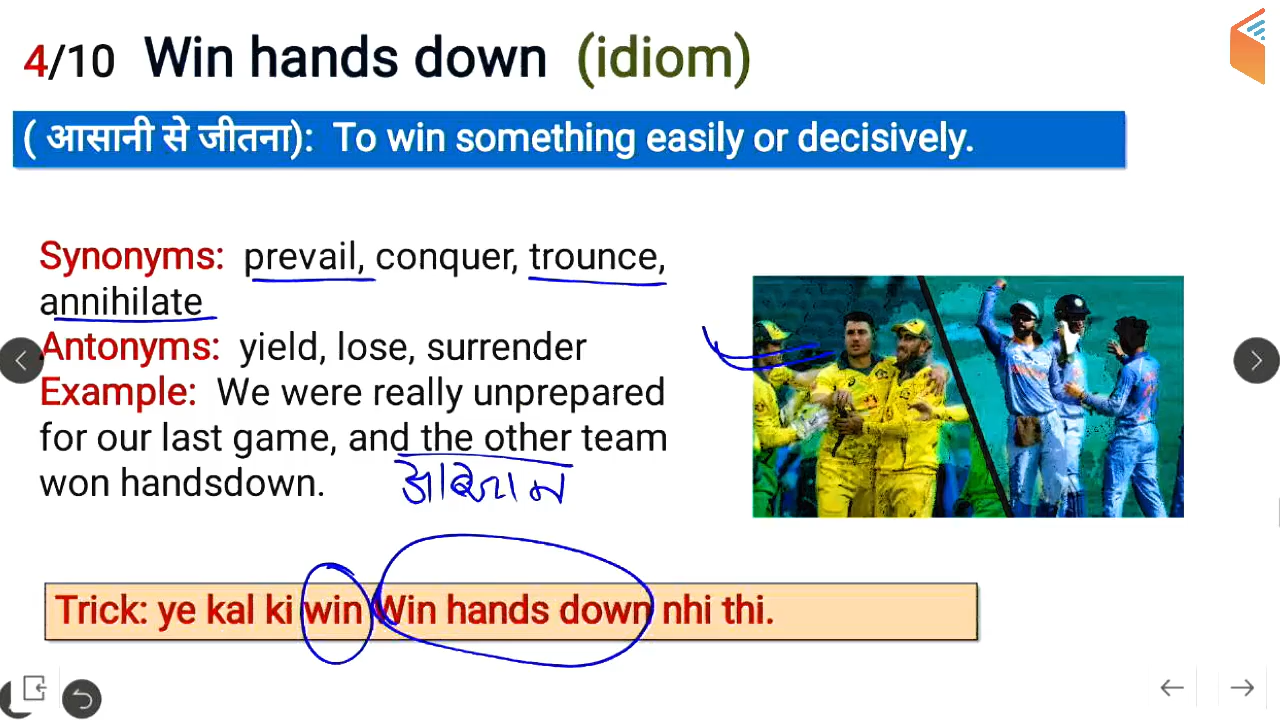 4/10 Win hands down (idiom)
( आसानी से जीतना): To win something easily or decisively.
Synonyms: prevail, conquer, trounce,
annihilate
Antonyms: yield, lose, surrender
Example: We were really unprepared
for our last game, and the other team
won handsdown.
आसान
Trick: ye kal ki win Win hands down nhi thi.